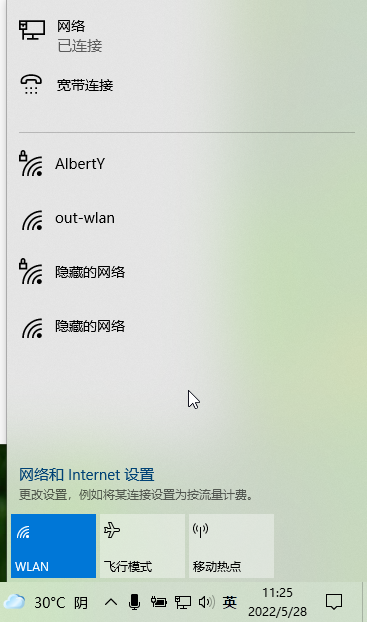 网络
已连接
宽带连接
AlbertY
out-wlan
隐藏的网络
隐藏的网络
网络和 Internet 设置
更改设置，例如将某连接设置为按流量计费。
WLAN
飞行模式
移动热点
30°C 阴
英
11:25
2022/5/28